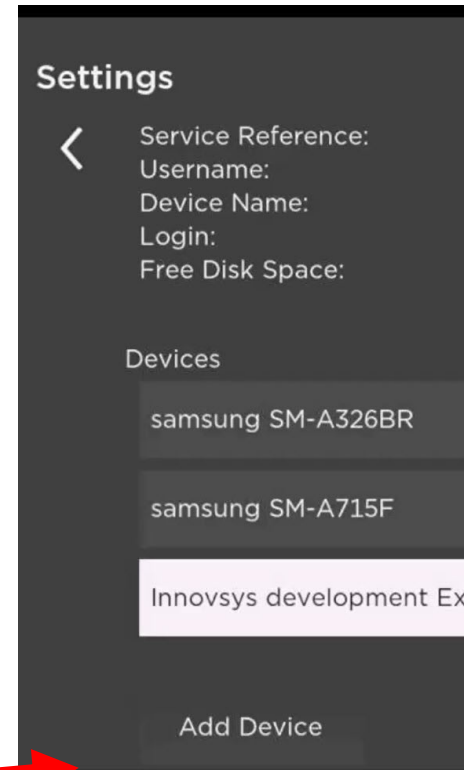 Settings
Service Reference:
Username:
Device Name:
Login:
Free Disk Space:
Devices
samsung SM-A326BR
samsung SM-A715F
Innovsys development Ex
Add Device